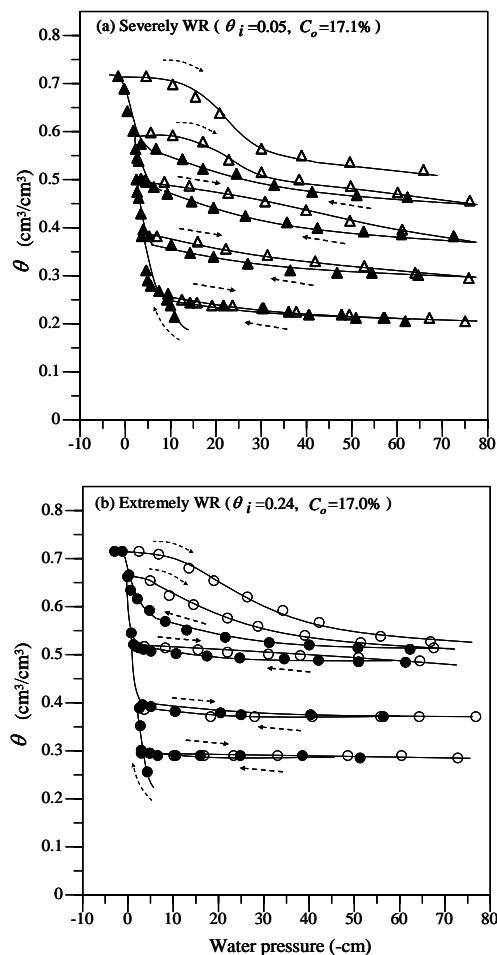 (a) Severely WR ( θi =0.05, Co=17.1%)
0.8
0.7
0.6
0.5
0.4
0.3
0.2
0.1
0
θ (cm³/cm³)
-10 0 10 20 30 40 50 60 70 80
(b) Extremely WR ( θi =0.24, Co=17.0%)
0.8
0.7
0.6
0.5
0.4
0.3
0.2
0.1
0
θ (cm³/cm³)
-10 0 10 20 30 40 50 60 70 80
Water pressure (-cm)